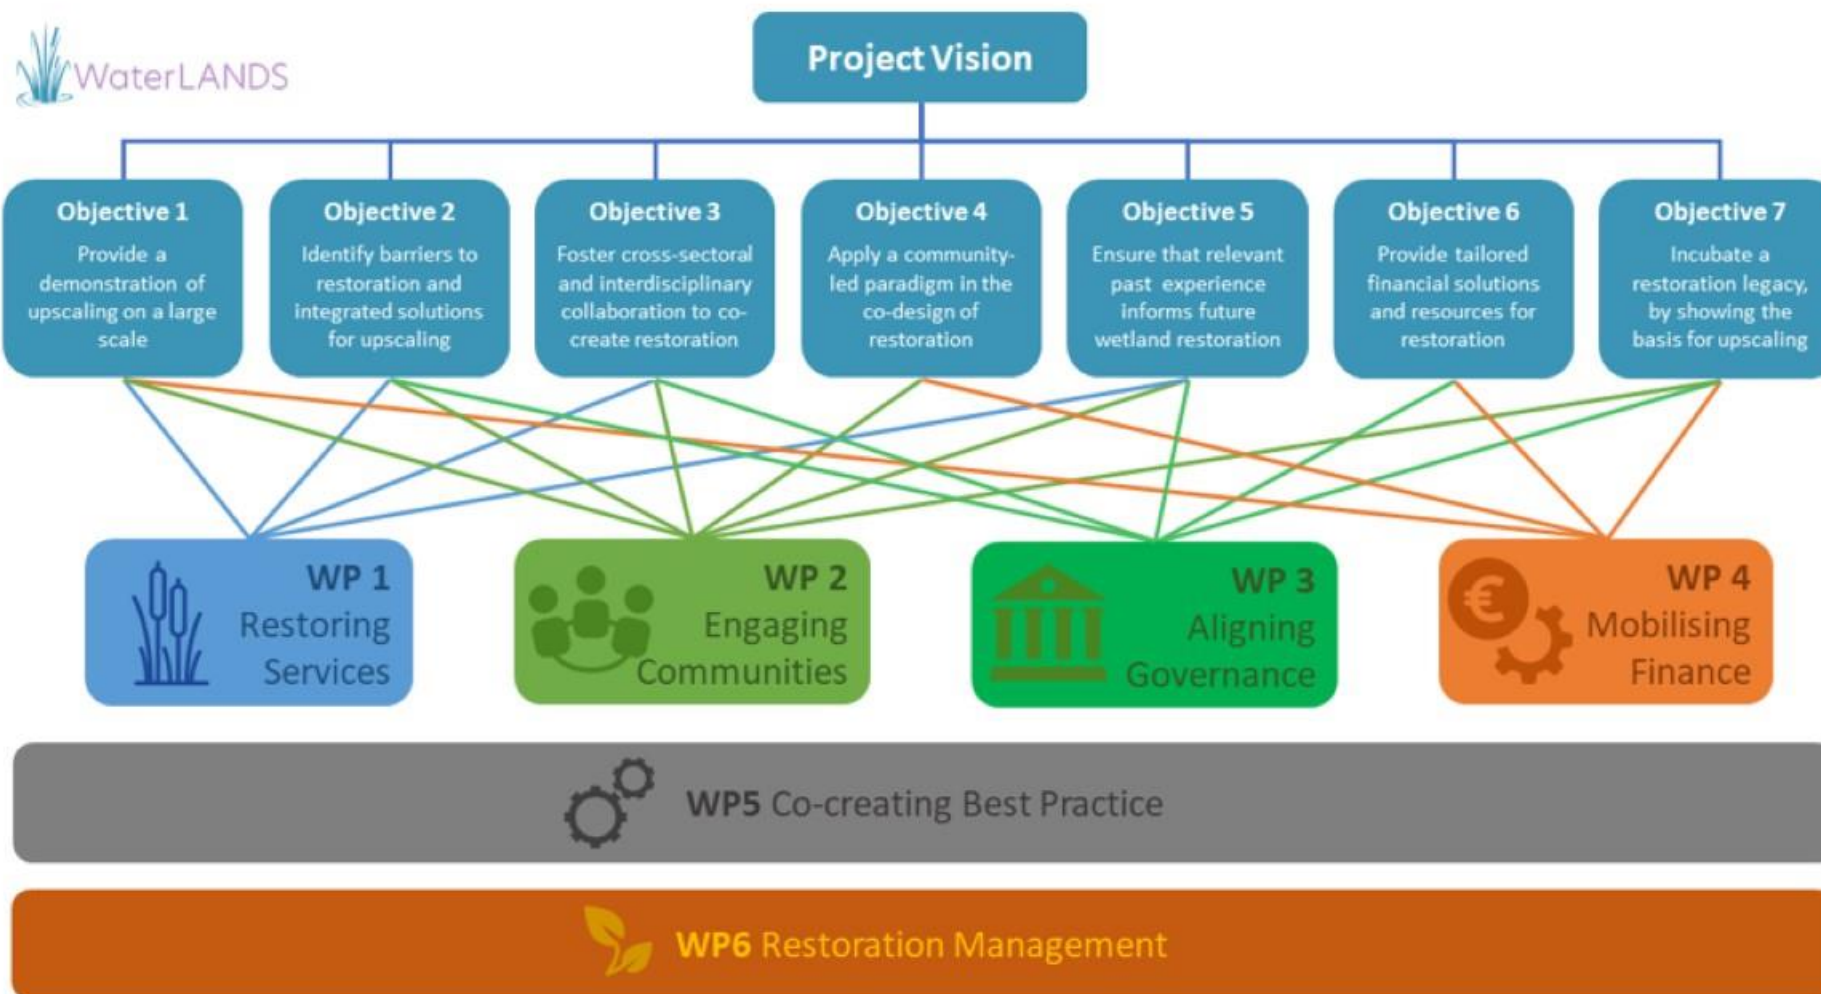 WaterLANDS
Project Vision
Objective 1
Provide a
demonstration of
upscaling on a large
scale
Objective 2
Identify barriers to
restoration and
integrated solutions
for upscaling
Objective 3
Foster cross-sectoral
and interdisciplinary
collaboration to co-
create restoration
Objective 4
Apply a community-
led paradigm in the
co-design of
restoration
Objective 5
Ensure that relevant
past experience
informs future
wetland restoration
Objective 6
Provide tailored
financial solutions
and resources for
restoration
Objective 7
Incubate a
restoration legacy,
by showing the
basis for upscaling
WP 1
Restoring
Services
WP 2
Engaging
Communities
WP 3
Aligning
Governance
€
WP 4
Mobilising
Finance
WP5 Co-creating Best Practice
WP6 Restoration Management